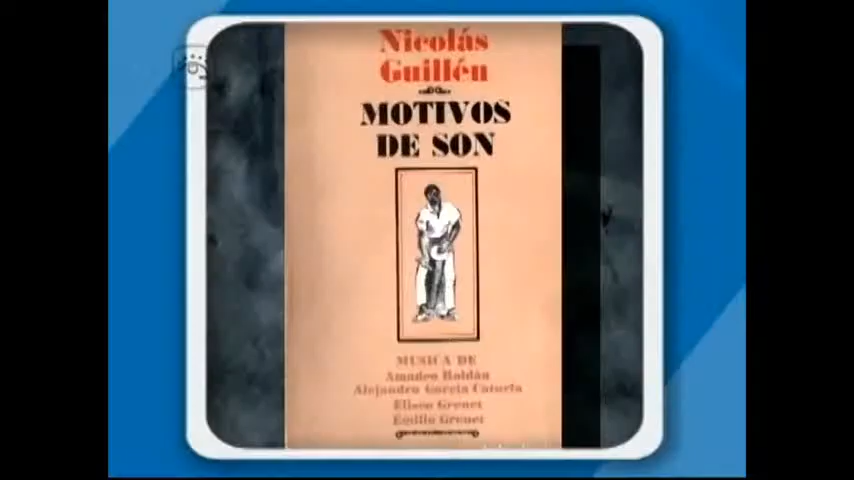 Nicolás
Guillén
MOTIVOS
DE SON
MUSICA DE
Amadeo Roldán
Alejandro García Caturla
Eliseo Grenet
Emilio Grenet